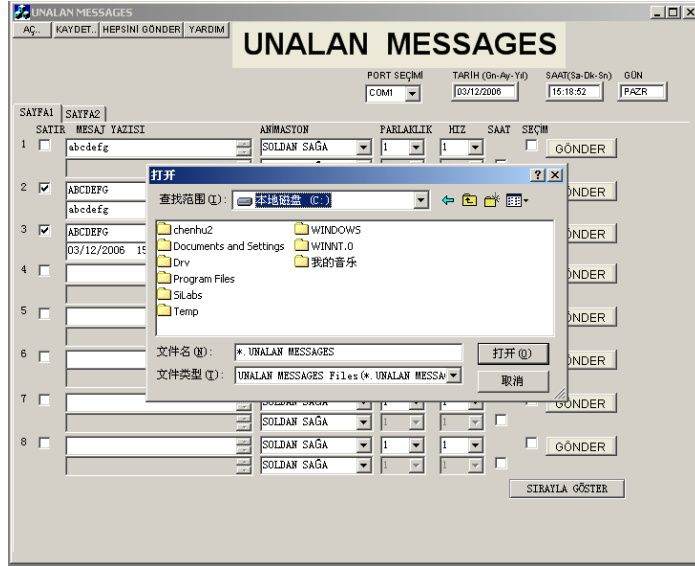 UNALAN MESSAGES
AÇ.. KAYDET.. HEPSİNİ GÖNDER YARDIM
UNALAN MESSAGES
PORT SEÇİMİ TARİH (Gn-Ay-Yıl) SAAT(Sa-Dk-Sn) GÜN
COM1 03/12/2006 15:18:52 PAZR
SAYFA1 SAYFA2
SATIR MESAJ YAZISI ANİMASYON PARLAKLIK HIZ SAAT SEÇİM
1 abcdefg SOLDAN SAĞA 1 1 GÖNDER
打开
2 ABCDEFG ÖNDER
abcdefg
查找范围(I): 本地磁盘 (C:)
3 ABCDEFG ÖNDER
03/12/2006 15
chenhu2 WINDOWS
Documents and Settings WINNT.0
Drv 我的音乐
Program Files
SiLabs
Temp
4 ÖNDER
5 ÖNDER
文件名(N): *.UNALAN MESSAGES 打开(O)
6 ÖNDER
文件类型(T): UNALAN MESSAGES Files(*.UNALAN MESSA 取消
7 GÖNDER
SOLDAN SAĞA 1 1
8 SOLDAN SAĞA 1 1 GÖNDER
SOLDAN SAĞA 1 1
SIRAYLA GÖSTER